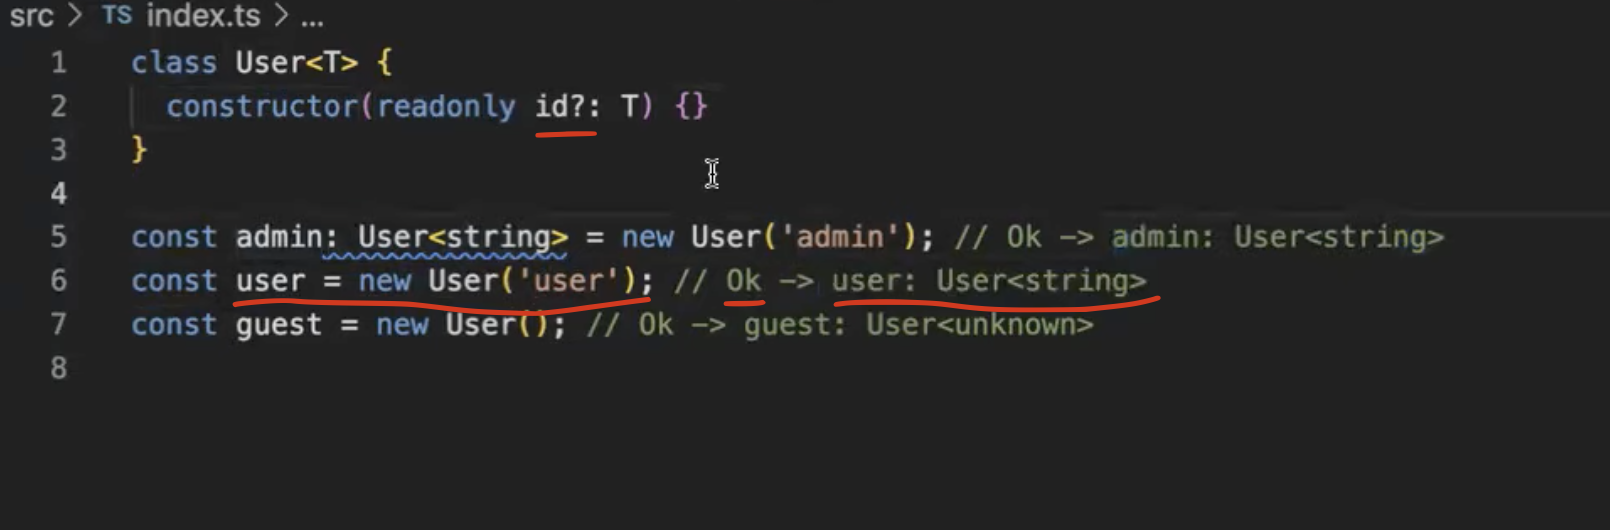 src > TS index.ts > ...
1 class User<T> {
2 constructor(readonly id?: T) {}
3 }
4
5 const admin: User<string> = new User('admin'); // Ok -> admin: User<string>
6 const user = new User('user'); // Ok -> user: User<string>
7 const guest = new User(); // Ok -> guest: User<unknown>
8